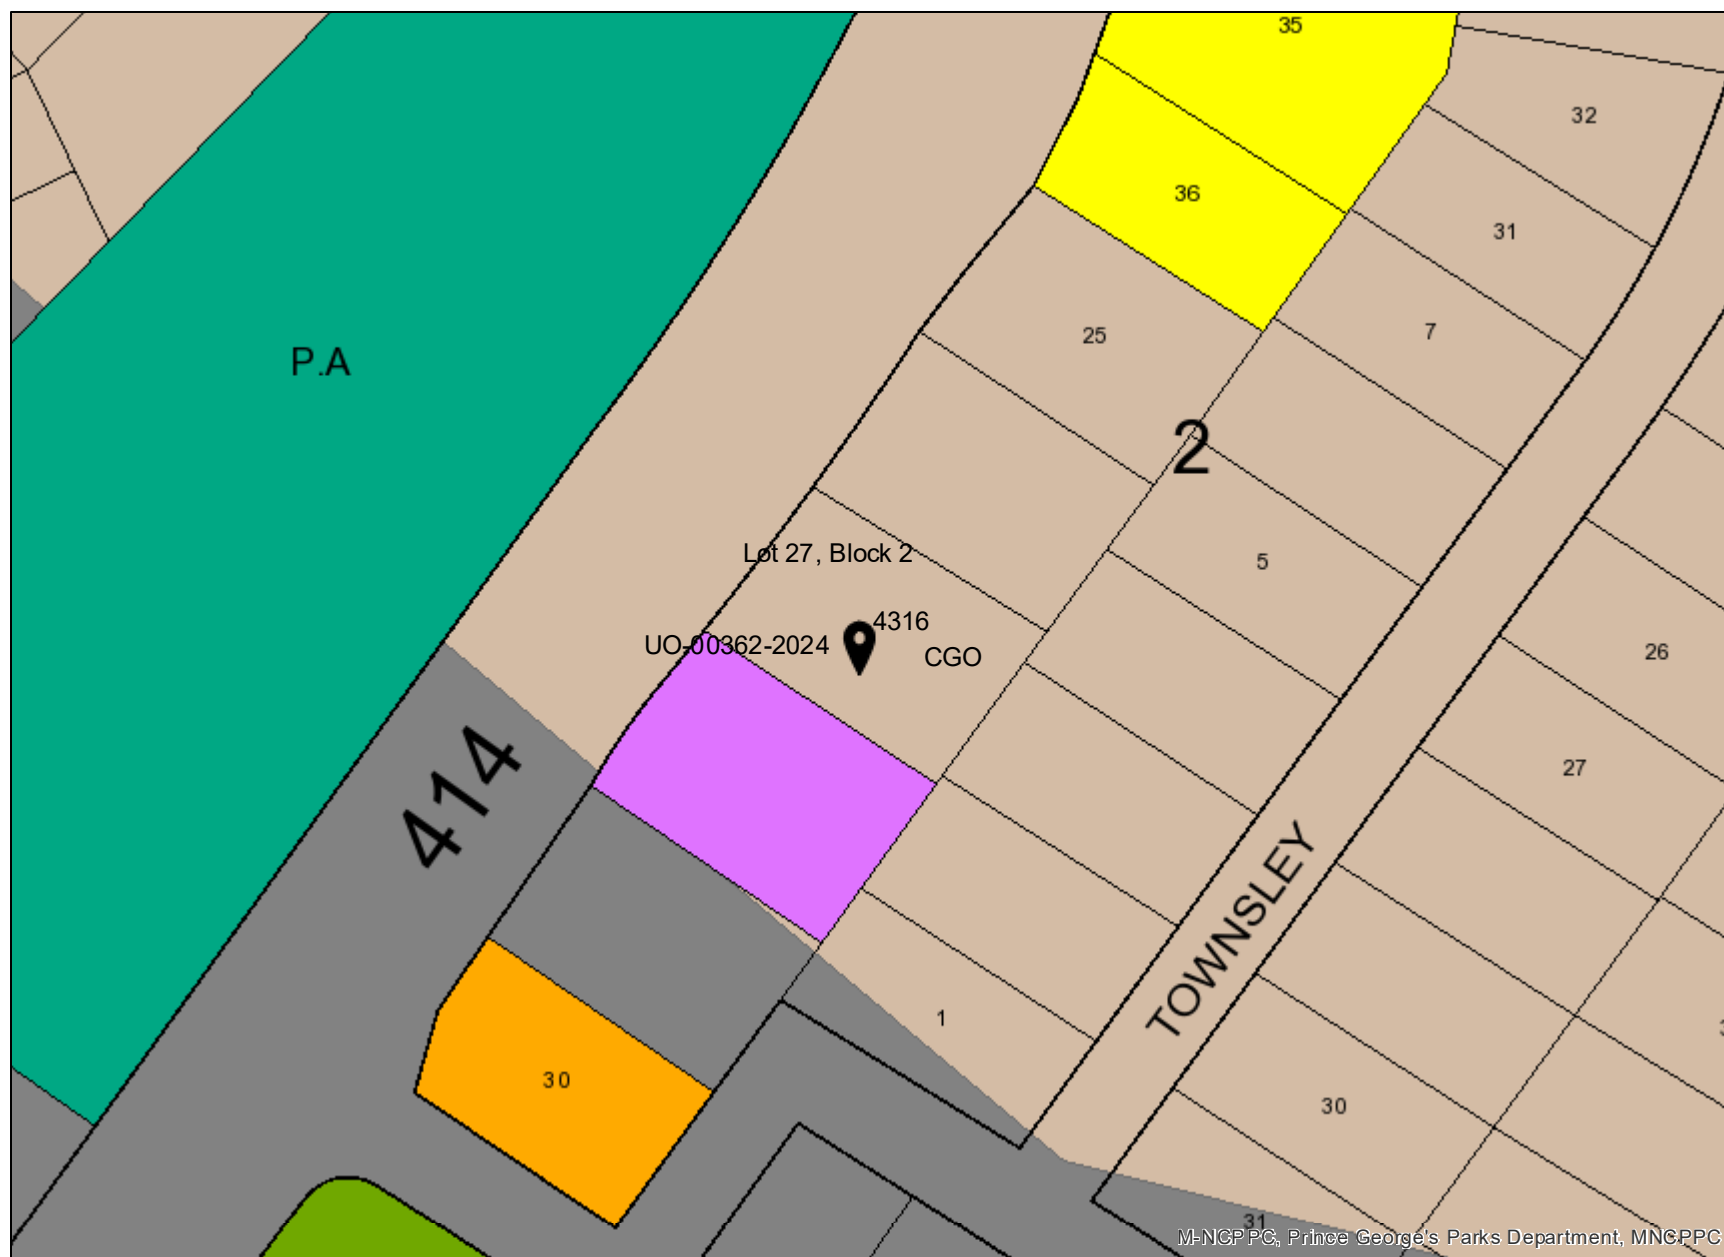 35
32
36
31
P.A
25
7
2
Lot 27, Block 2
5
4316
UO-00362-2024
CGO
26
414
27
TOWNSLEY
1
30
30
31
M-NCPPC, Prince George's Parks Department, MNCPPC